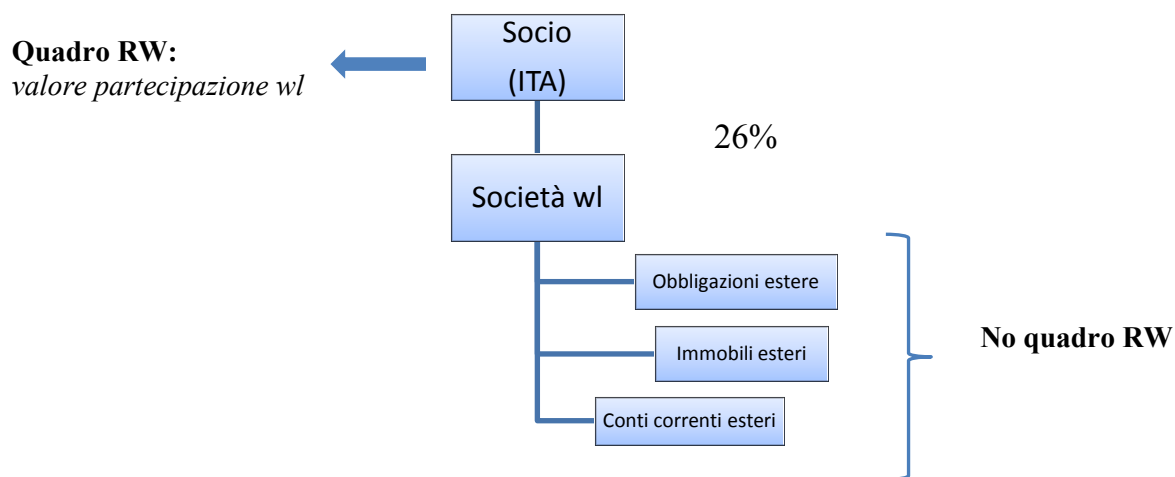 Quadro RW:
valore partecipazione wl
Socio
(ITA)
26%
Società wl
Obbligazioni estere
Immobili esteri
Conti correnti esteri
No quadro RW